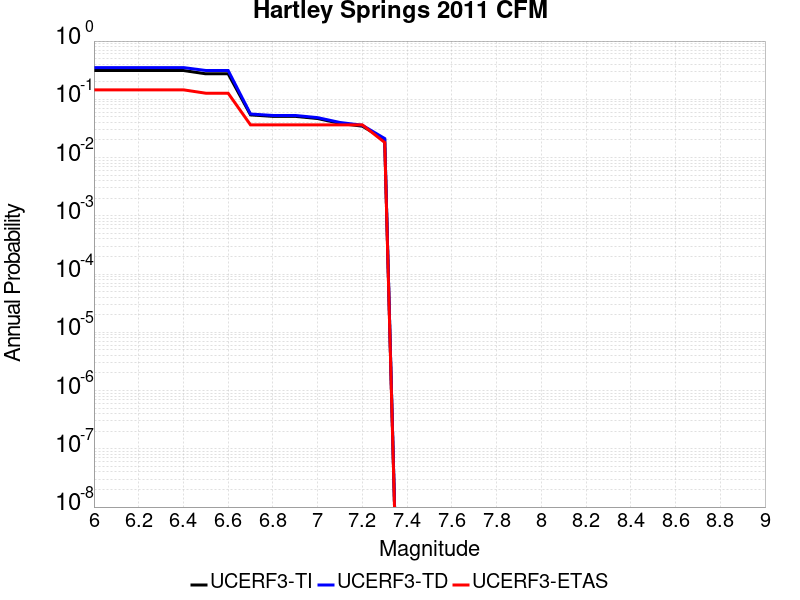 Hartley Springs 2011 CFM
Annual Probability
10^0
10^-1
10^-2
10^-3
10^-4
10^-5
10^-6
10^-7
10^-8
6 6.2 6.4 6.6 6.8 7 7.2 7.4 7.6 7.8 8 8.2 8.4 8.6 8.8 9
Magnitude
UCERF3-TI UCERF3-TD UCERF3-ETAS